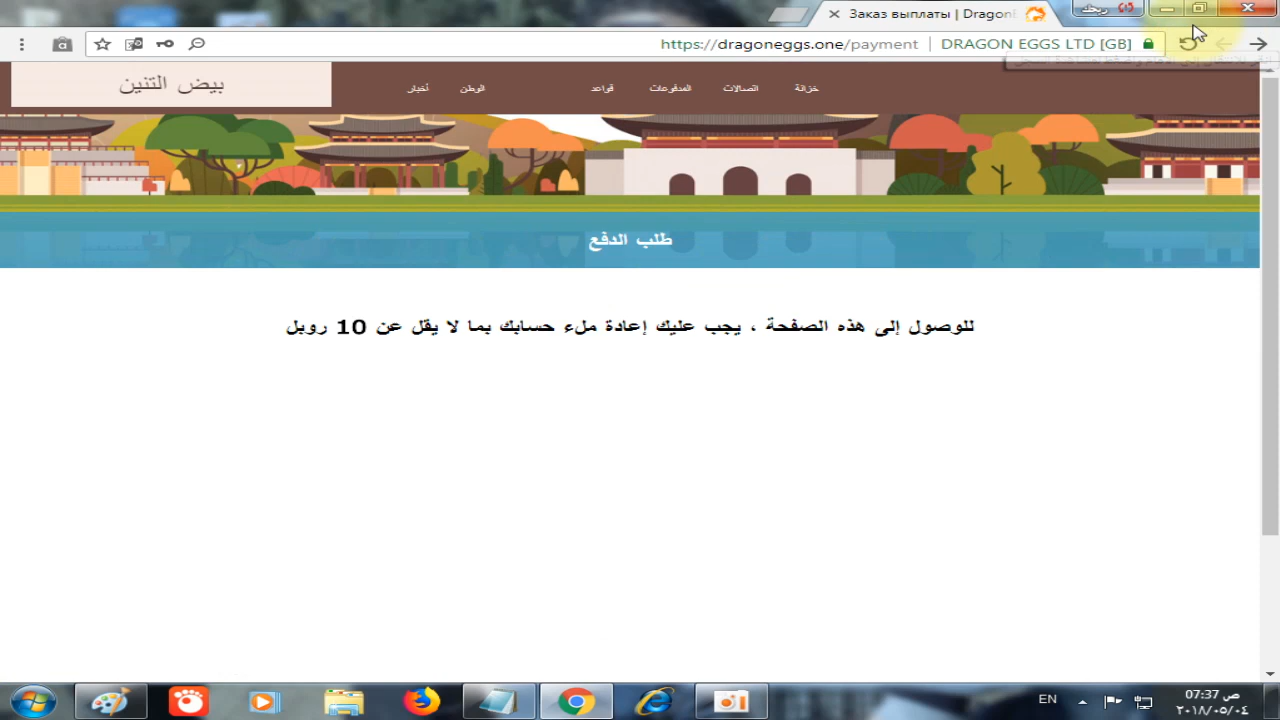 Заказ выплаты | Dragon
ربحك
https://dragoneggs.one/payment
DRAGON EGGS LTD [GB]
بيض التنين
خزانة
اتصالات
المدفوعات
قواعد
الوطن
أخبار
طلب الدفع
للوصول إلى هذه الصفحة ، يجب عليك إعادة ملء حسابك بما لا يقل عن 10 روبل
EN
07:37 ص
٢٠١٨/٠٥/٠٤